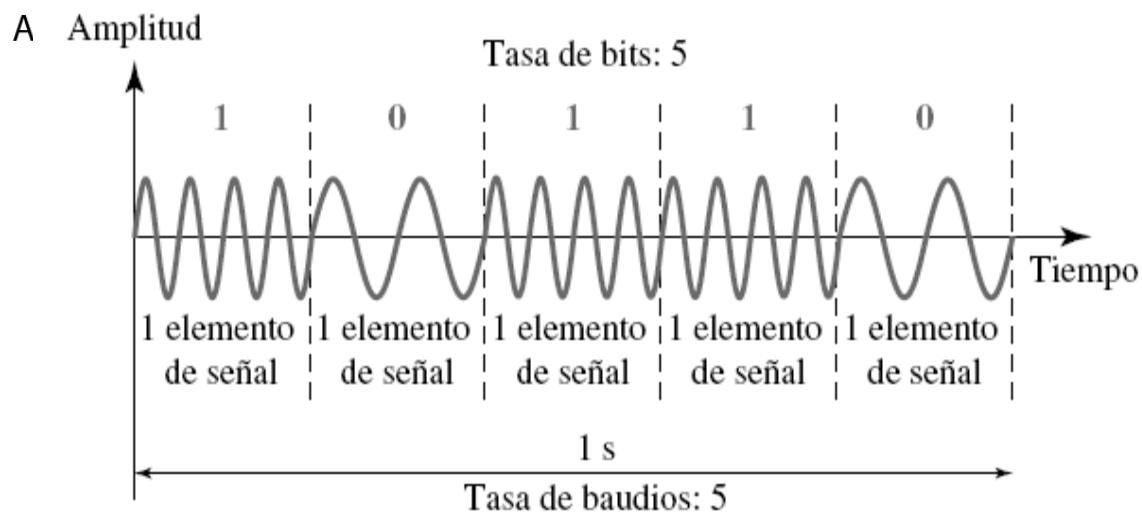 A
Amplitud
Tasa de bits: 5
1 0 1 1 0
Tiempo
1 elemento 1 elemento 1 elemento 1 elemento 1 elemento
de señal de señal de señal de señal de señal
1 s
Tasa de baudios: 5